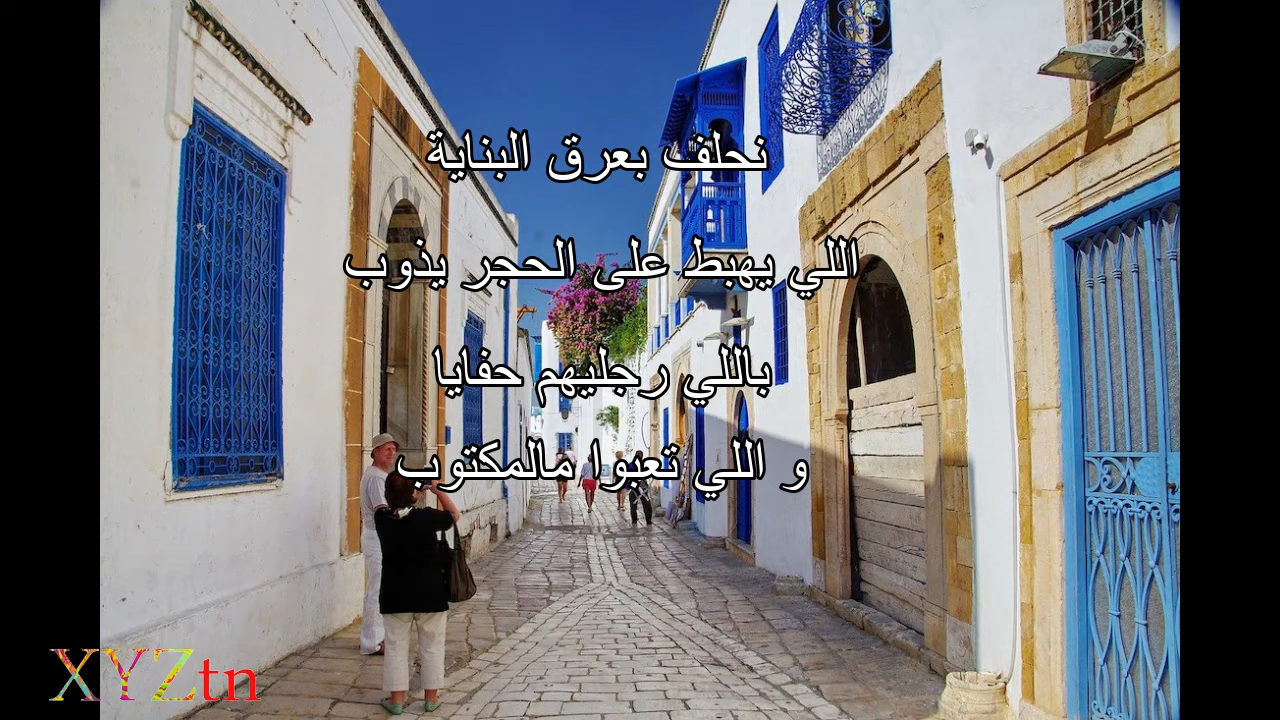 نحلف بعرق البناية
اللي يهبط على الحجر يذوب
باللي رجليهم حفايا
و اللي تعبوا مالمكتوب
XYZtn